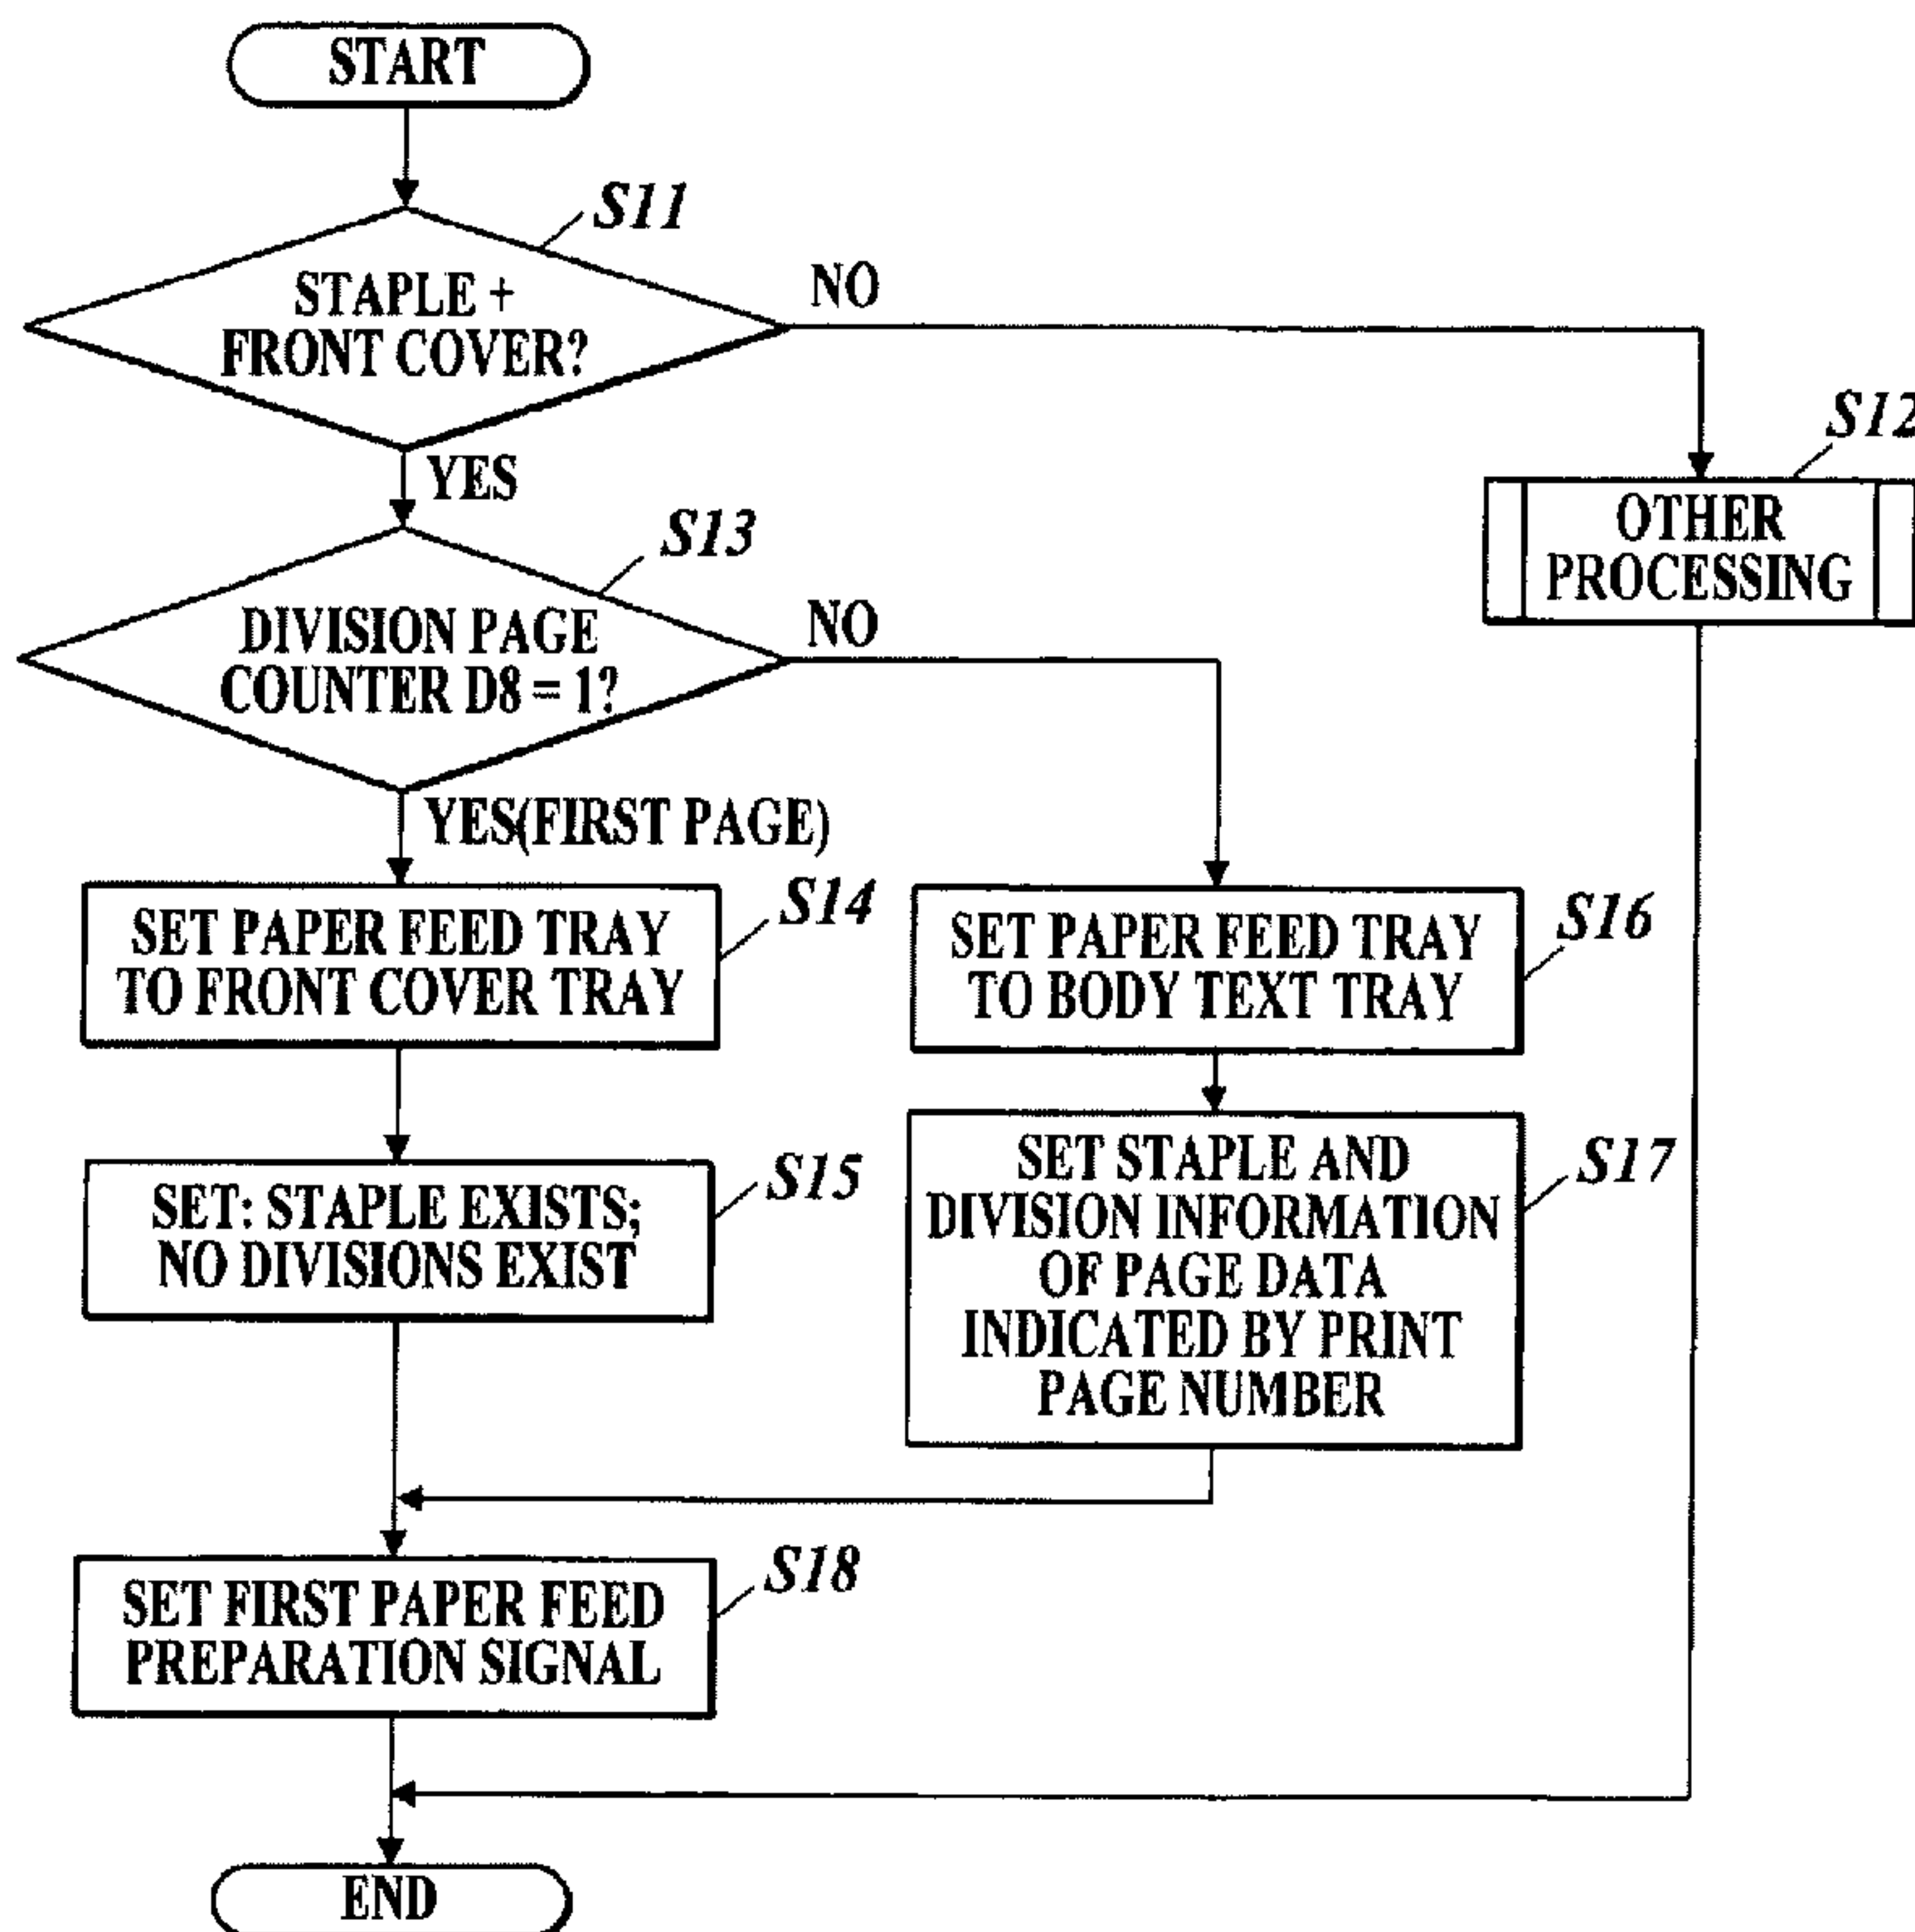 START
S11
STAPLE +
FRONT COVER?
NO
YES
S12
OTHER
PROCESSING
S13
DIVISION PAGE
COUNTER D8 = 1?
NO
YES(FIRST PAGE)
S14
SET PAPER FEED TRAY
TO FRONT COVER TRAY
S16
SET PAPER FEED TRAY
TO BODY TEXT TRAY
S15
SET: STAPLE EXISTS;
NO DIVISIONS EXIST
S17
SET STAPLE AND
DIVISION INFORMATION
OF PAGE DATA
INDICATED BY PRINT
PAGE NUMBER
S18
SET FIRST PAPER FEED
PREPARATION SIGNAL
END